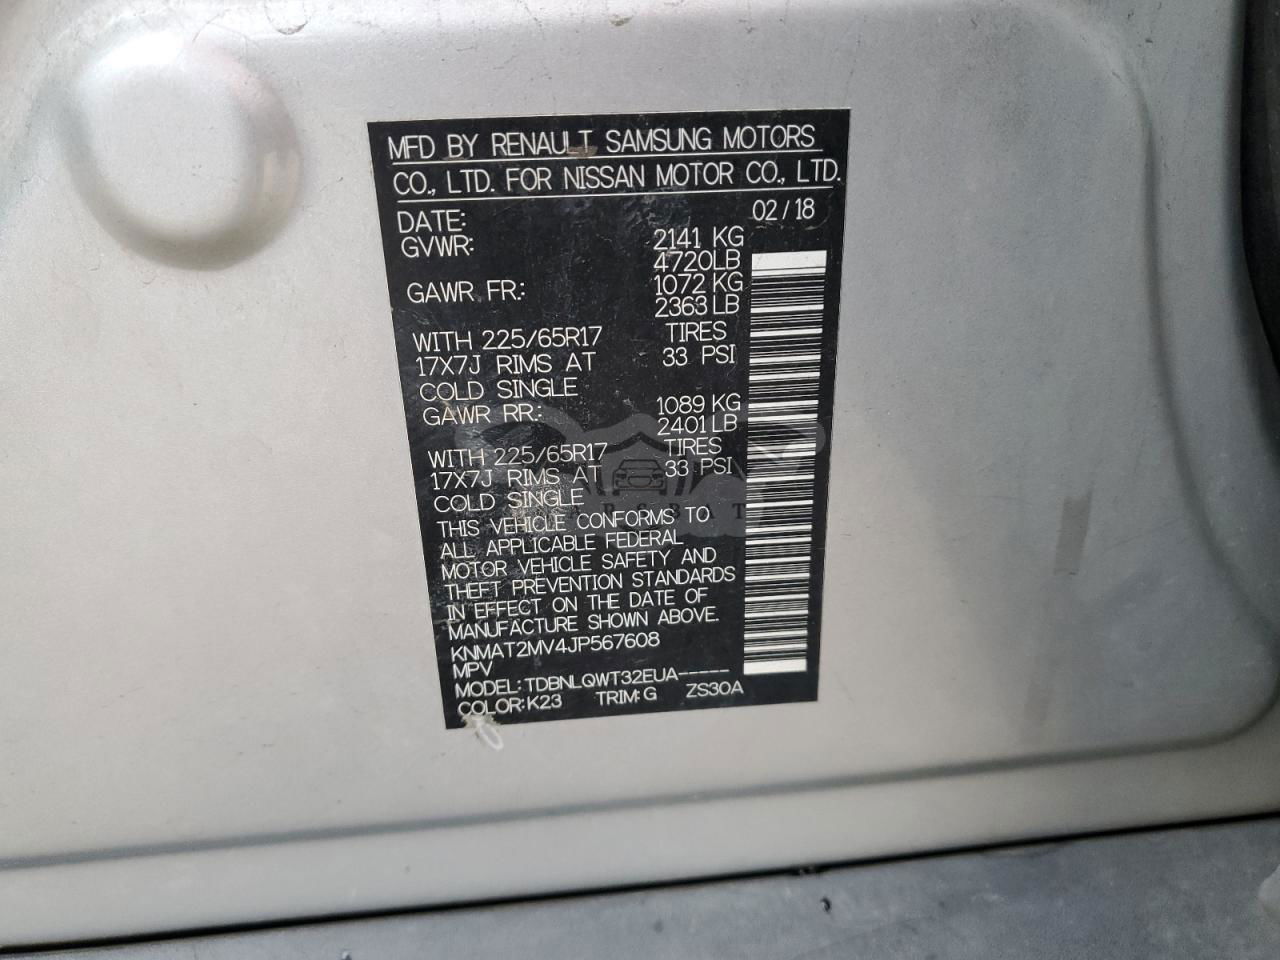 MFD BY RENAULT SAMSUNG MOTORS
CO., LTD. FOR NISSAN MOTOR CO., LTD.
DATE: 02/18
GVWR: 2141 KG
4720LB
GAWR FR.: 1072 KG
2363 LB
WITH 225/65R17 TIRES
17X7J RIMS AT 33 PSI
COLD SINGLE
GAWR RR.: 1089 KG
2401 LB
WITH 225/65R17 TIRES
17X7J RIMS AT 33 PSI
COLD SINGLE
THIS VEHICLE CONFORMS TO
ALL APPLICABLE FEDERAL
MOTOR VEHICLE SAFETY AND
THEFT PREVENTION STANDARDS
IN EFFECT ON THE DATE OF
MANUFACTURE SHOWN ABOVE.
KNMAT2MV4JP567608
MPV
MODEL: TDBNLQWT32EUA-----
COLOR:K23 TRIM:G ZS30A